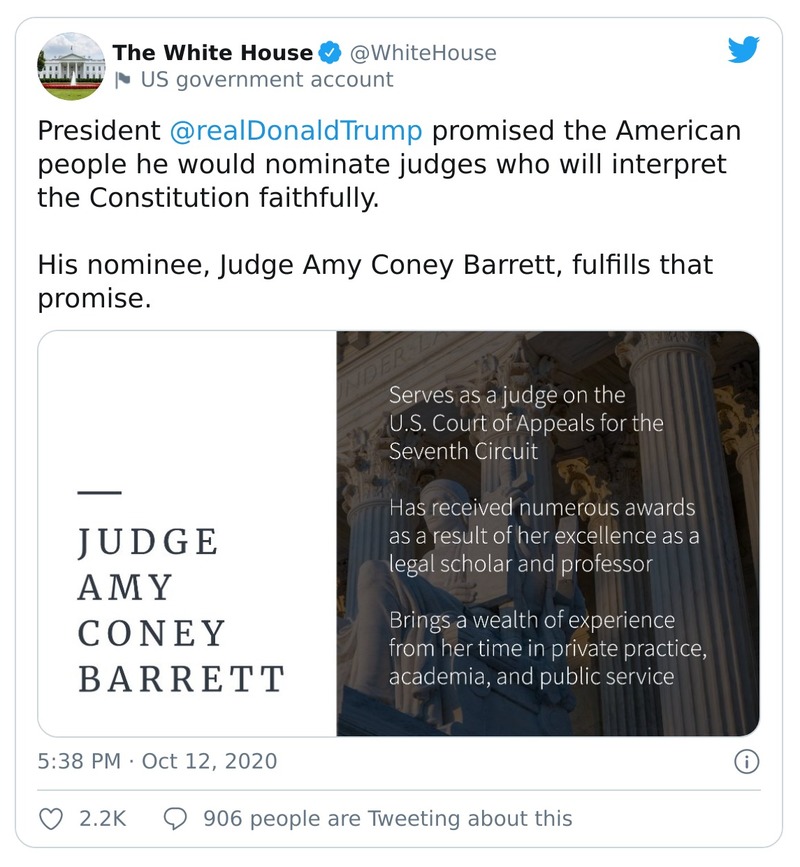 The White House @WhiteHouse
US government account
President @realDonaldTrump promised the American
people he would nominate judges who will interpret
the Constitution faithfully.
His nominee, Judge Amy Coney Barrett, fulfills that
promise.
JUDGE
AMY
CONEY
BARRETT
Serves as a judge on the
U.S. Court of Appeals for the
Seventh Circuit
Has received numerous awards
as a result of her excellence as a
legal scholar and professor
Brings a wealth of experience
from her time in private practice,
academia, and public service
5:38 PM · Oct 12, 2020
2.2K 906 people are Tweeting about this